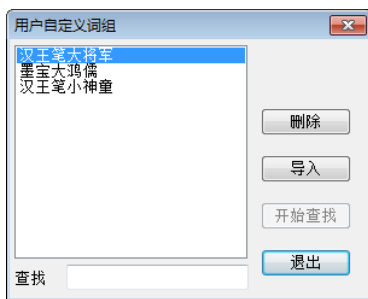 用户自定义词组
汉王笔大将军
墨宝大鸿儒
汉王笔小神童
删除
导入
开始查找
退出
查找